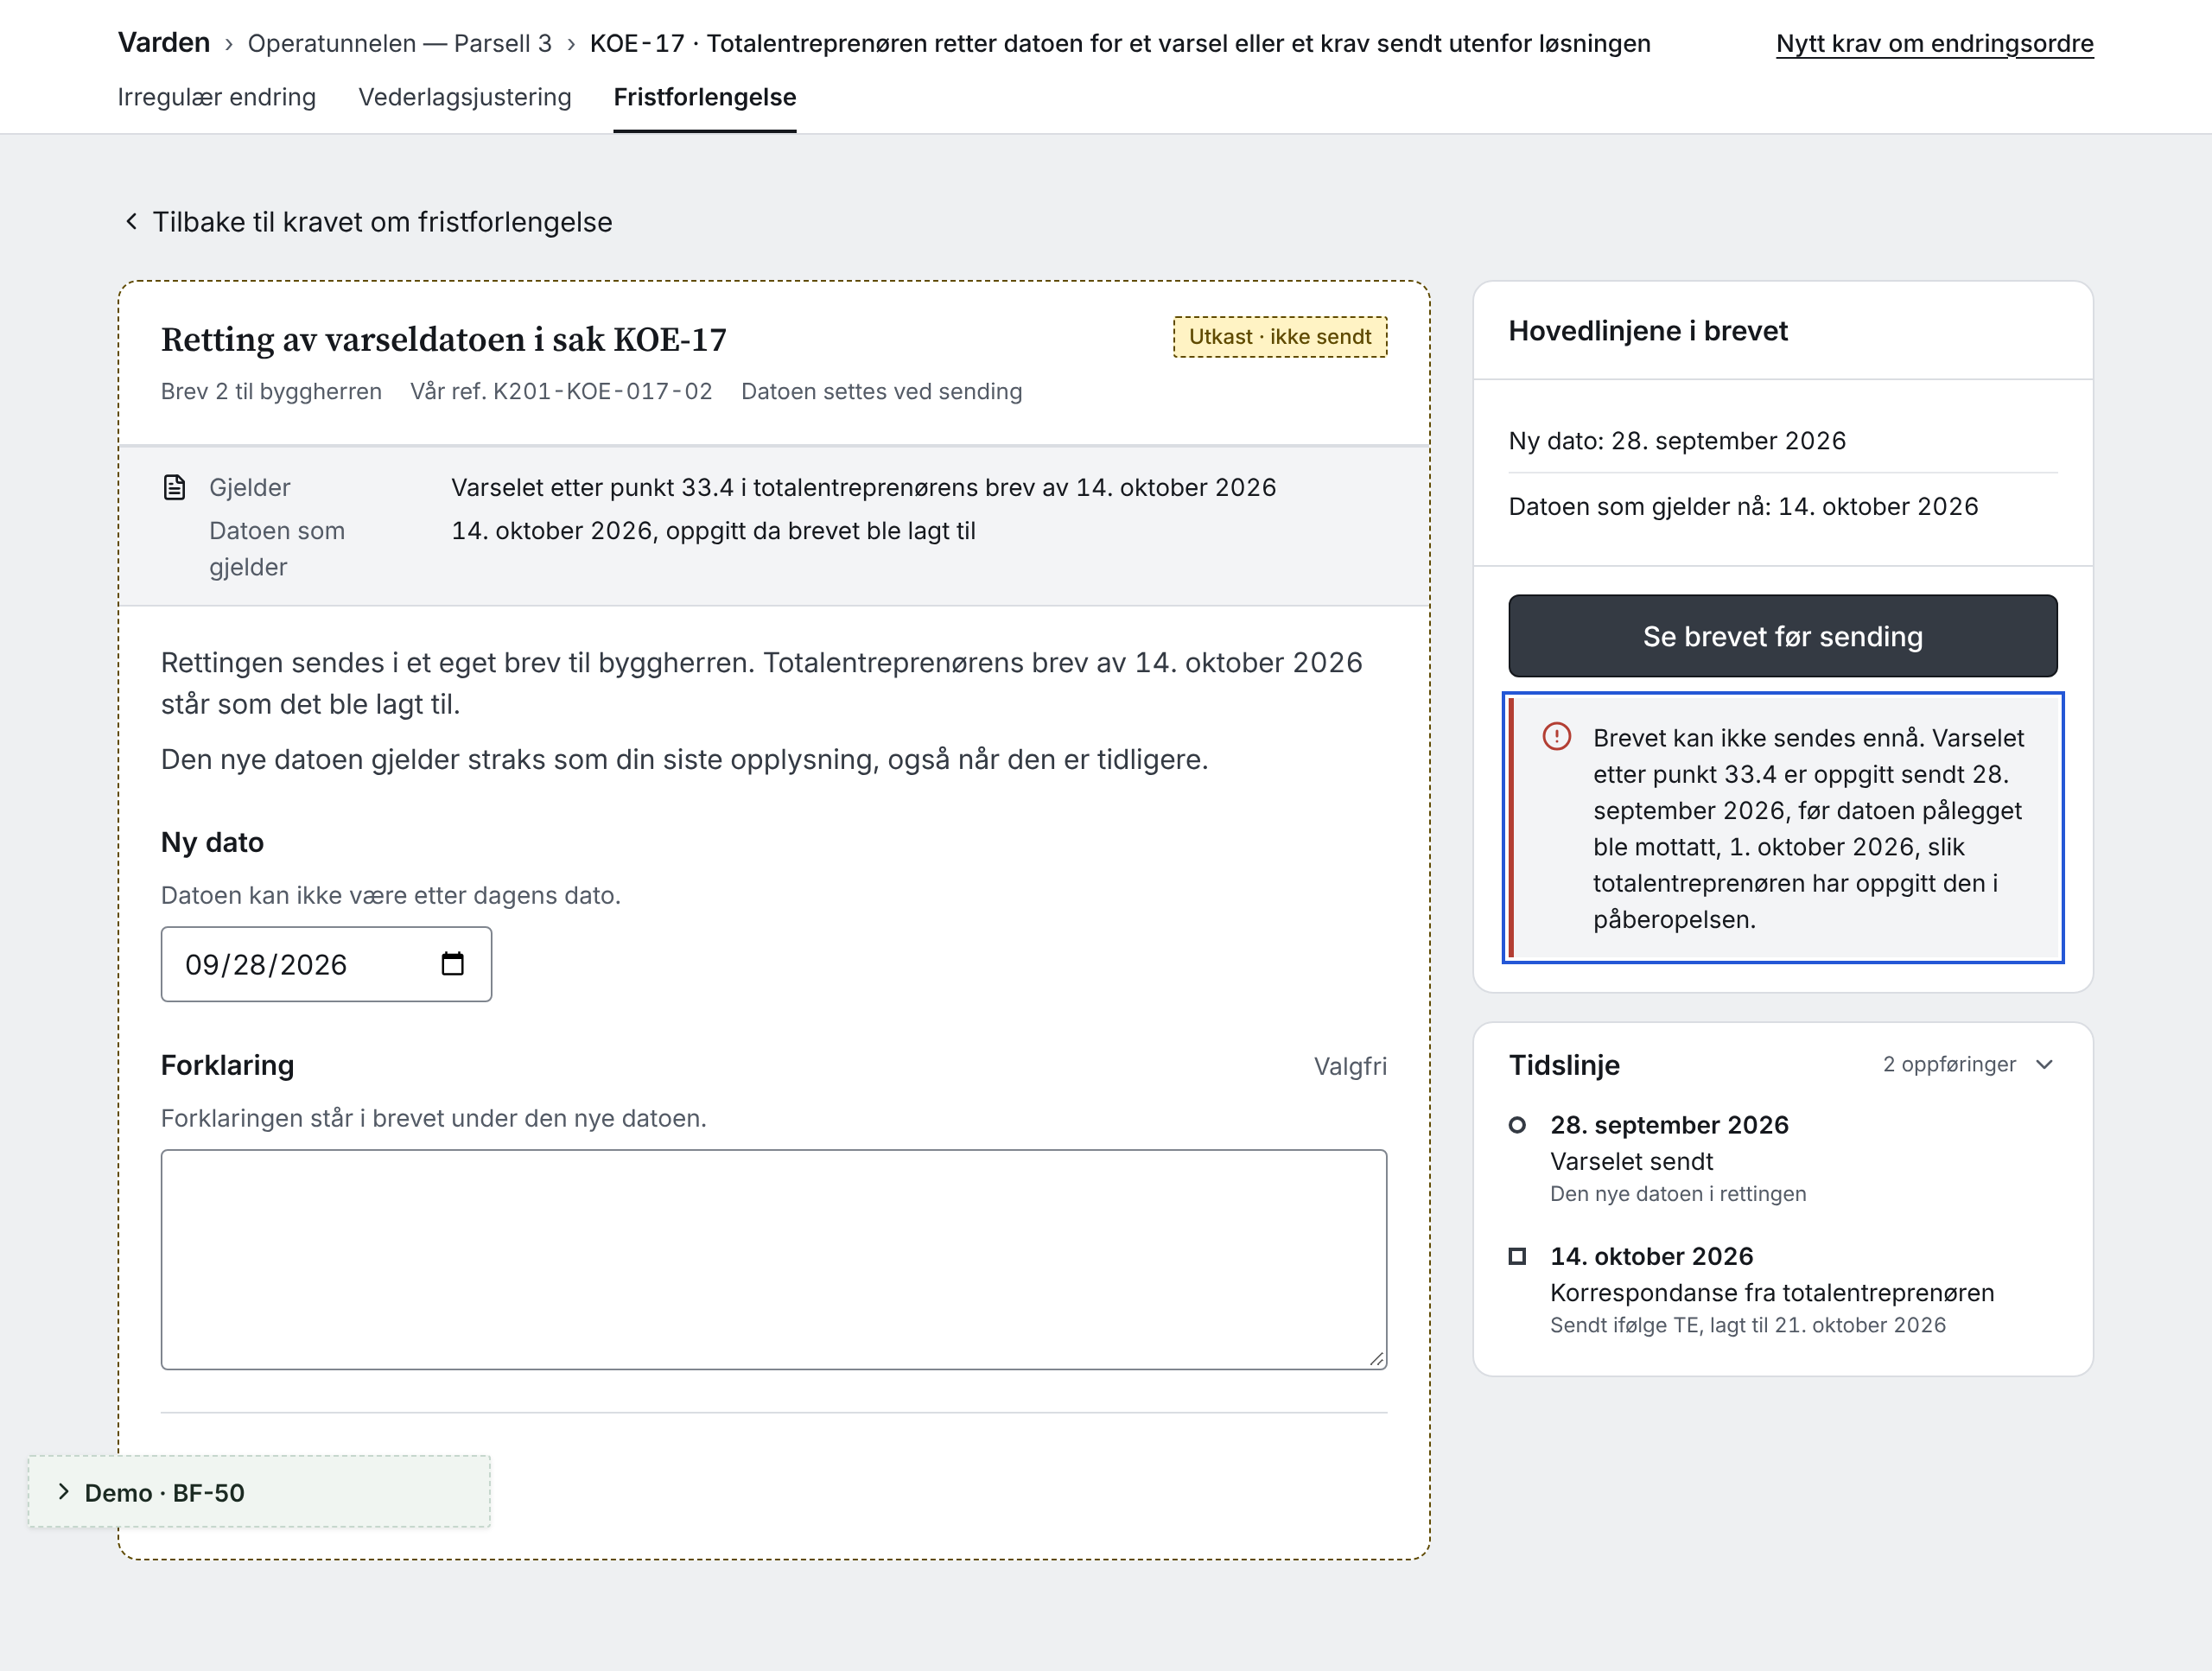 Varden › Operatunnelen — Parsell 3 › KOE-17 · Totalentreprenøren retter datoen for et varsel eller et krav sendt utenfor løsningen
Nytt krav om endringsordre
Irregulær endring
Vederlagsjustering
Fristforlengelse
Tilbake til kravet om fristforlengelse
Retting av varseldatoen i sak KOE-17
Utkast · ikke sendt
Brev 2 til byggherren
Vår ref. K201-KOE-017-02
Datoen settes ved sending
Gjelder
Varselet etter punkt 33.4 i totalentreprenørens brev av 14. oktober 2026
Datoen som
gjelder
14. oktober 2026, oppgitt da brevet ble lagt til
Rettingen sendes i et eget brev til byggherren. Totalentreprenørens brev av 14. oktober 2026
står som det ble lagt til.
Den nye datoen gjelder straks som din siste opplysning, også når den er tidligere.
Ny dato
Datoen kan ikke være etter dagens dato.
09/28/2026
Forklaring
Valgfri
Forklaringen står i brevet under den nye datoen.
Demo · BF-50
Hovedlinjene i brevet
Ny dato: 28. september 2026
Datoen som gjelder nå: 14. oktober 2026
Se brevet før sending
Brevet kan ikke sendes ennå. Varselet
etter punkt 33.4 er oppgitt sendt 28.
september 2026, før datoen pålegget
ble mottatt, 1. oktober 2026, slik
totalentreprenøren har oppgitt den i
påberopelsen.
Tidslinje
2 oppføringer
28. september 2026
Varselet sendt
Den nye datoen i rettingen
14. oktober 2026
Korrespondanse fra totalentreprenøren
Sendt ifølge TE, lagt til 21. oktober 2026